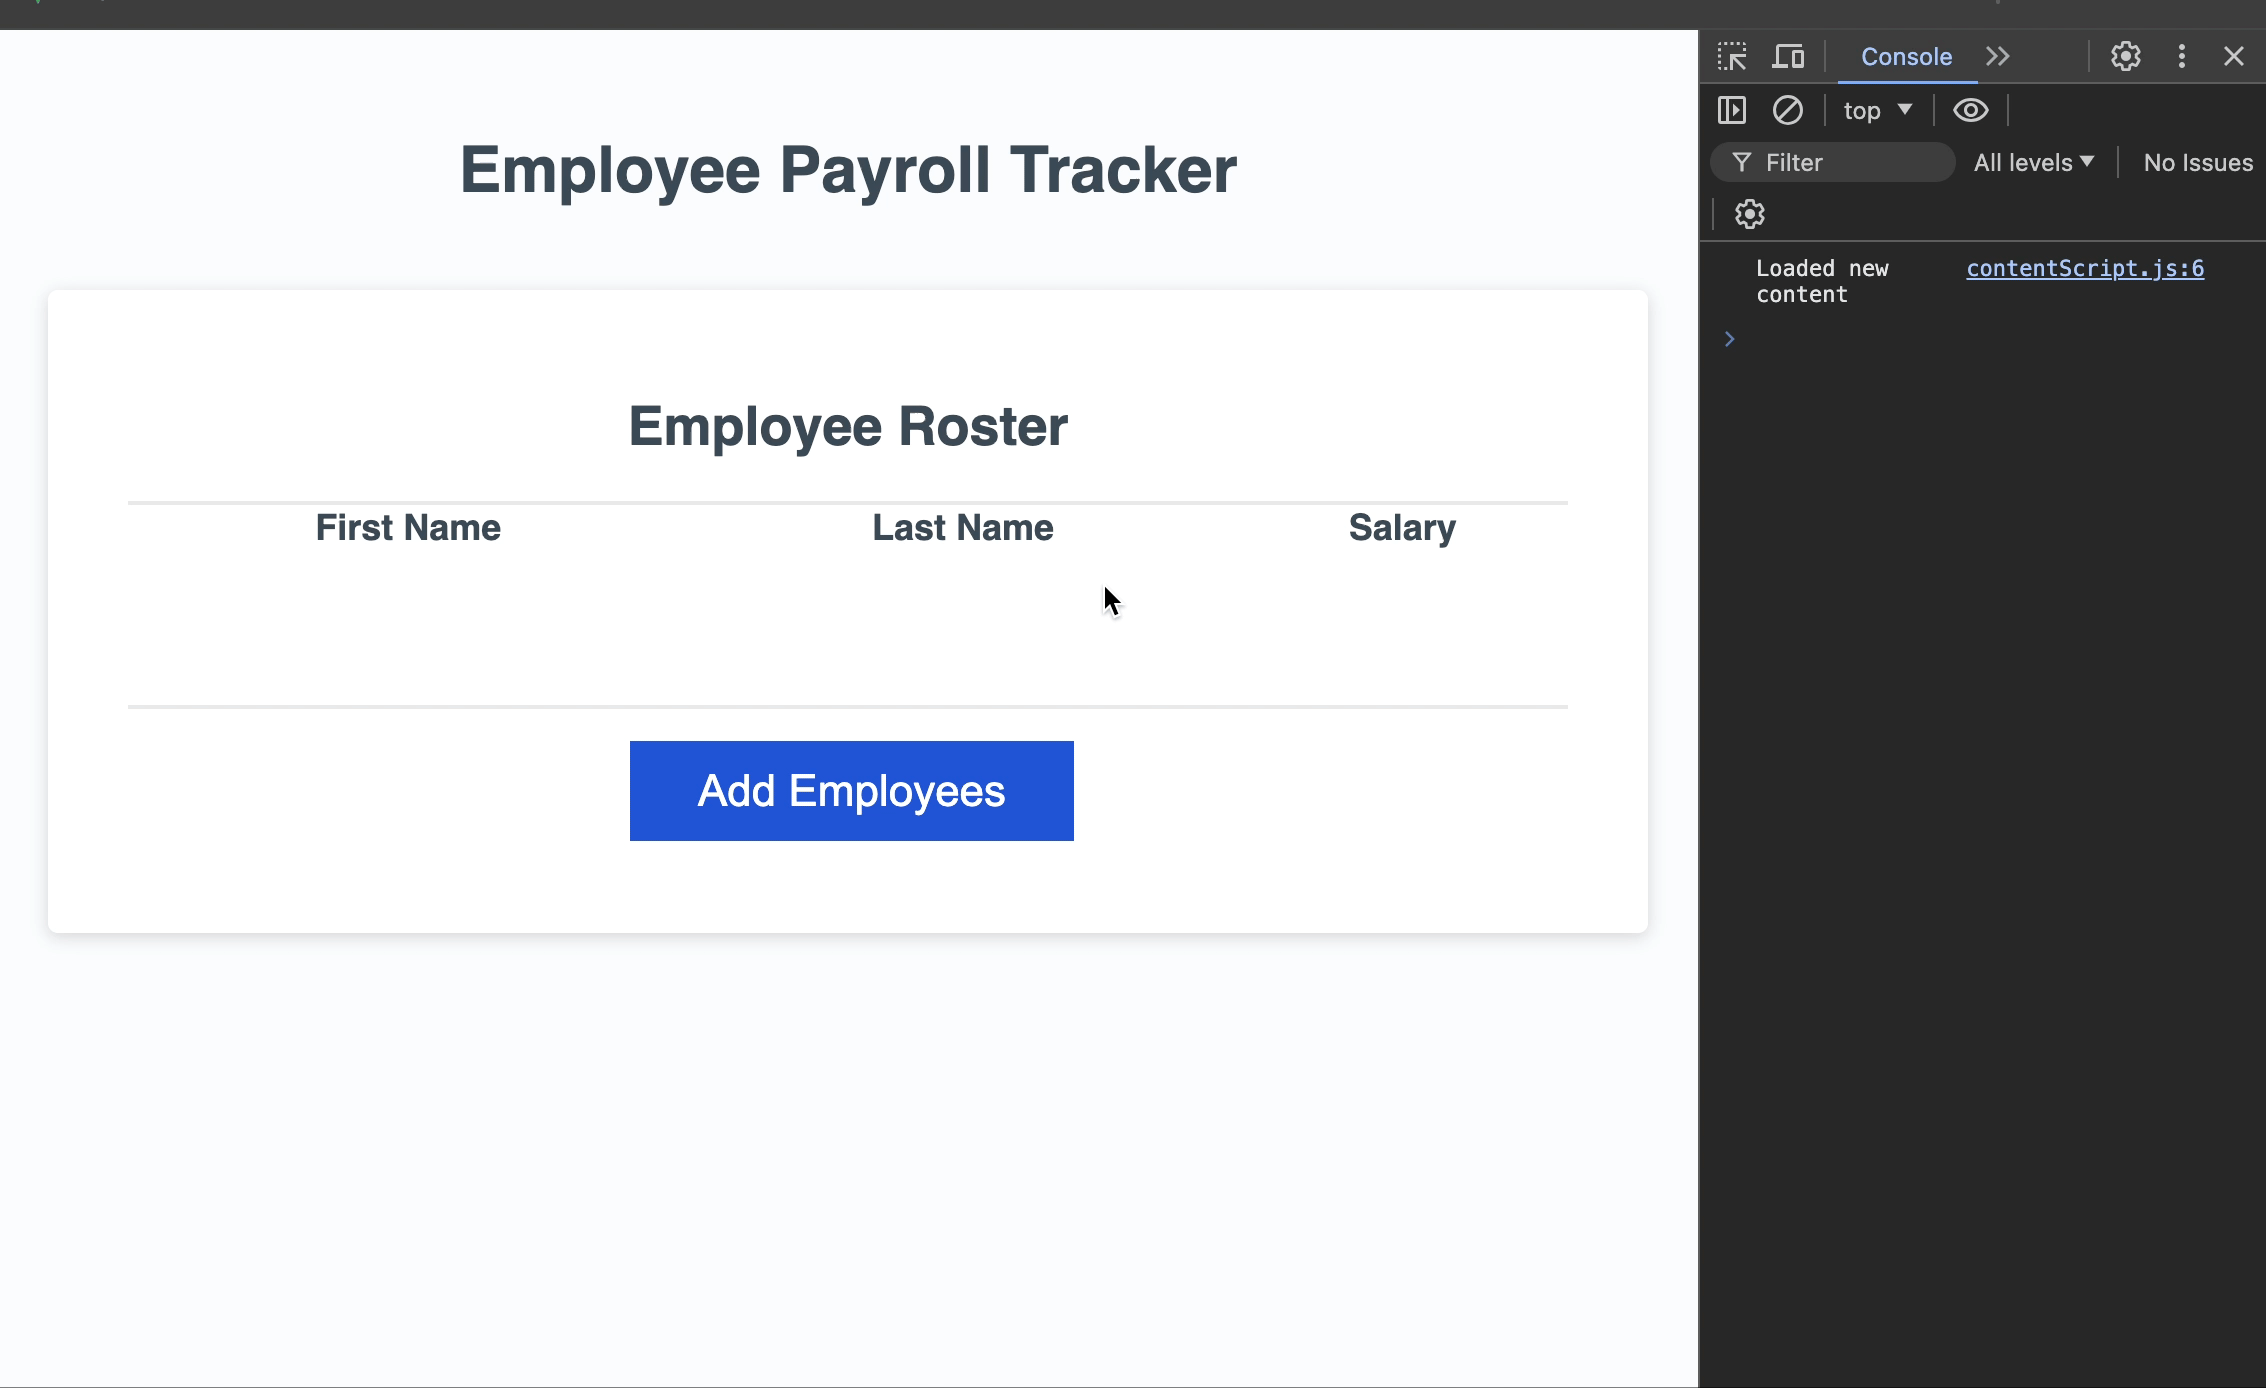 Employee Payroll Tracker
Employee Roster
First Name Last Name Salary
Add Employees
Console
top
Filter All levels No Issues
Loaded new contentScript.js:6
content